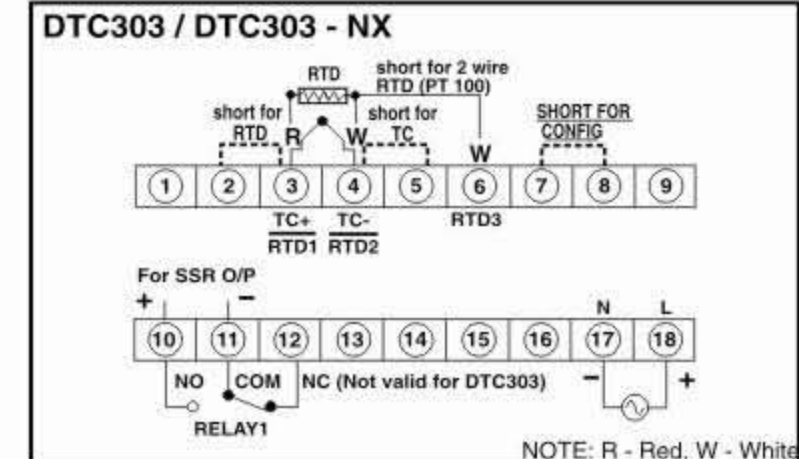 DTC303 / DTC303 - NX
RTD
short for 2 wire
RTD (PT 100)
short for
RTD
R
W
short for
TC
W
SHORT FOR
CONFIG
1 2 3 4 5 6 7 8 9
TC+
RTD1
TC-
RTD2
RTD3
For SSR O/P
+ −
N L
10 11 12 13 14 15 16 17 18
NO COM NC (Not valid for DTC303)
− +
RELAY1
NOTE: R - Red, W - White